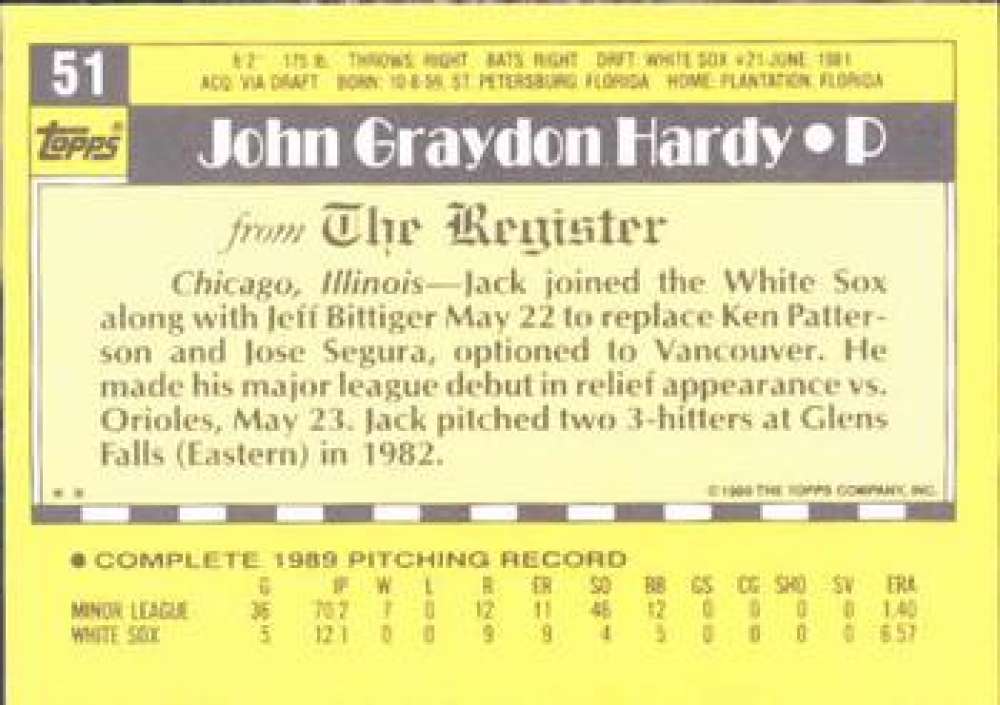 51
6'2" 175 lb. THROWS: RIGHT BATS: RIGHT DRFT: WHITE SOX #21-JUNE 1981
ACQ: VIA DRAFT BORN: 10-8-59, ST. PETERSBURG, FLORIDA HOME: PLANTATION, FLORIDA
Topps®
John Graydon Hardy • P
from The Register
Chicago, Illinois—Jack joined the White Sox
along with Jeff Bittiger May 22 to replace Ken Patter-
son and Jose Segura, optioned to Vancouver. He
made his major league debut in relief appearance vs.
Orioles, May 23. Jack pitched two 3-hitters at Glens
Falls (Eastern) in 1982.
* * © 1989 THE TOPPS COMPANY, INC.
• COMPLETE 1989 PITCHING RECORD
G IP W L R ER SO BB GS CG SHO SV ERA
MINOR LEAGUE 36 70.2 7 0 12 11 46 12 0 0 0 0 1.40
WHITE SOX 5 12.1 0 0 9 9 4 5 0 0 0 0 6.57